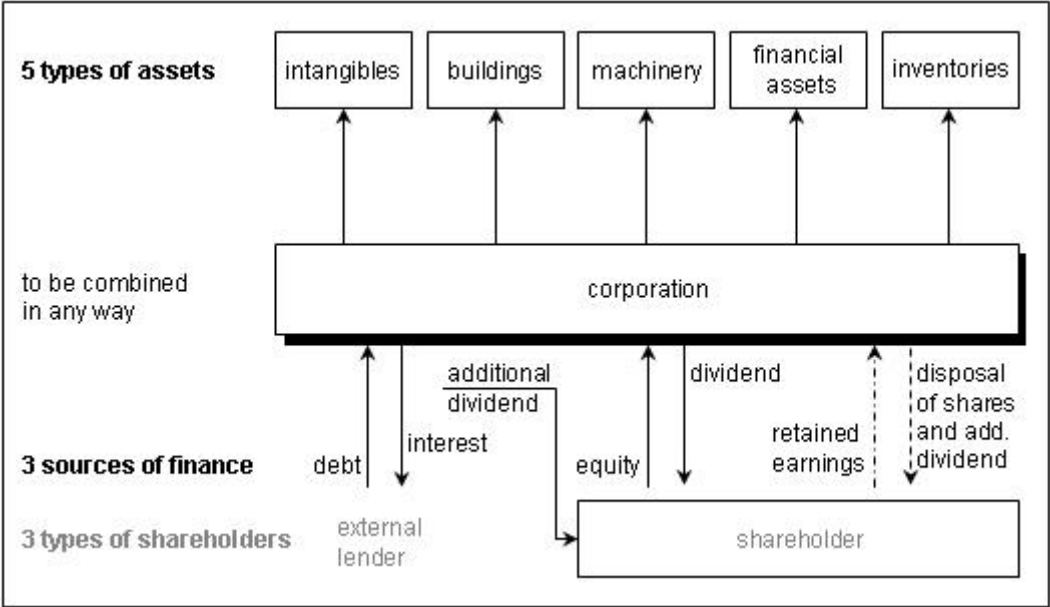 5 types of assets
intangibles
buildings
machinery
financial
assets
inventories
to be combined
in any way
corporation
additional
dividend
dividend
disposal
of shares
and add.
dividend
interest
retained
earnings
3 sources of finance
debt
equity
3 types of shareholders
external
lender
shareholder